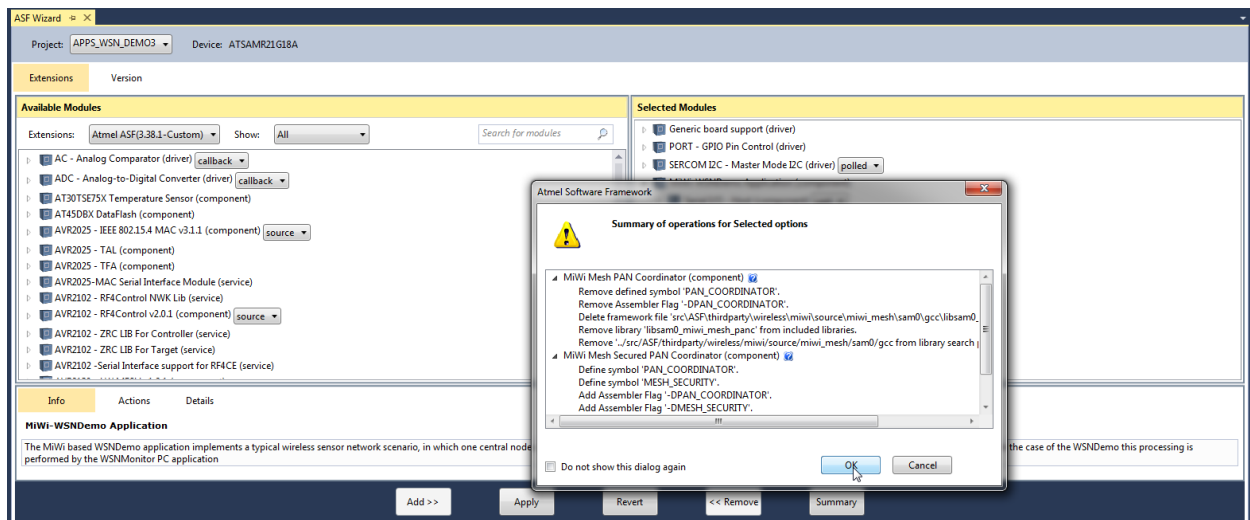 ASF Wizard
Project: APPS_WSN_DEMO3 Device: ATSAMR21G18A
Extensions Version
Available Modules
Extensions: Atmel ASF(3.38.1-Custom) Show: All Search for modules
AC - Analog Comparator (driver) callback
ADC - Analog-to-Digital Converter (driver) callback
AT30TSE75X Temperature Sensor (component)
AT45DBX DataFlash (component)
AVR2025 - IEEE 802.15.4 MAC v3.1.1 (component) source
AVR2025 - TAL (component)
AVR2025 - TFA (component)
AVR2025-MAC Serial Interface Module (service)
AVR2102 - RF4Control NWK Lib (service)
AVR2102 - RF4Control v2.0.1 (component) source
AVR2102 - ZRC LIB For Controller (service)
AVR2102 - ZRC LIB For Target (service)
AVR2102 -Serial Interface support for RF4CE (service)
Selected Modules
Generic board support (driver)
PORT - GPIO Pin Control (driver)
SERCOM I2C - Master Mode I2C (driver) polled
Atmel Software Framework
Summary of operations for Selected options
MiWi Mesh PAN Coordinator (component)
Remove defined symbol 'PAN_COORDINATOR'.
Remove Assembler Flag '-DPAN_COORDINATOR'.
Delete framework file 'src\ASF\thirdparty\wireless\miwi\source\miwi_mesh\sam0\gcc\libsam0_
Remove library 'libsam0_miwi_mesh_panc' from included libraries.
Remove '../src/ASF/thirdparty/wireless/miwi/source/miwi_mesh/sam0/gcc from library search
MiWi Mesh Secured PAN Coordinator (component)
Define symbol 'PAN_COORDINATOR'.
Define symbol 'MESH_SECURITY'.
Add Assembler Flag '-DPAN_COORDINATOR'.
Add Assembler Flag '-DMESH_SECURITY'.
Do not show this dialog again OK Cancel
Info Actions Details
MiWi-WSNDemo Application
The MiWi based WSNDemo application implements a typical wireless sensor network scenario, in which one central node the case of the WSNDemo this processing is
performed by the WSNMonitor PC application
Add >> Apply Revert << Remove Summary